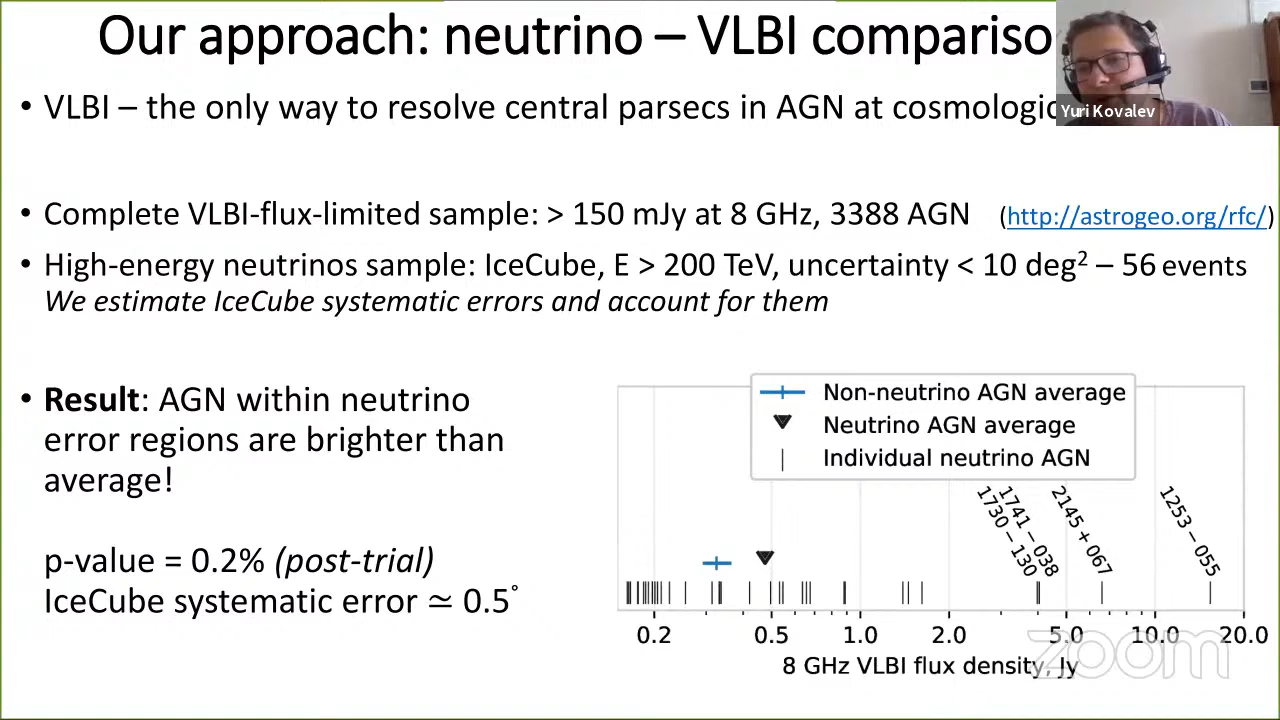 Our approach: neutrino – VLBI compariso
Yuri Kovalev
• VLBI – the only way to resolve central parsecs in AGN at cosmologic
• Complete VLBI-flux-limited sample: > 150 mJy at 8 GHz, 3388 AGN (http://astrogeo.org/rfc/)
• High-energy neutrinos sample: IceCube, E > 200 TeV, uncertainty < 10 deg² – 56 events
We estimate IceCube systematic errors and account for them
• Result: AGN within neutrino
error regions are brighter than
average!
p-value = 0.2% (post-trial)
IceCube systematic error ≃ 0.5°
Non-neutrino AGN average
Neutrino AGN average
Individual neutrino AGN
1730−130
1741−038
2145+067
1253−055
0.2 0.5 1.0 2.0 5.0 10.0 20.0
8 GHz VLBI flux density, Jy
zoom